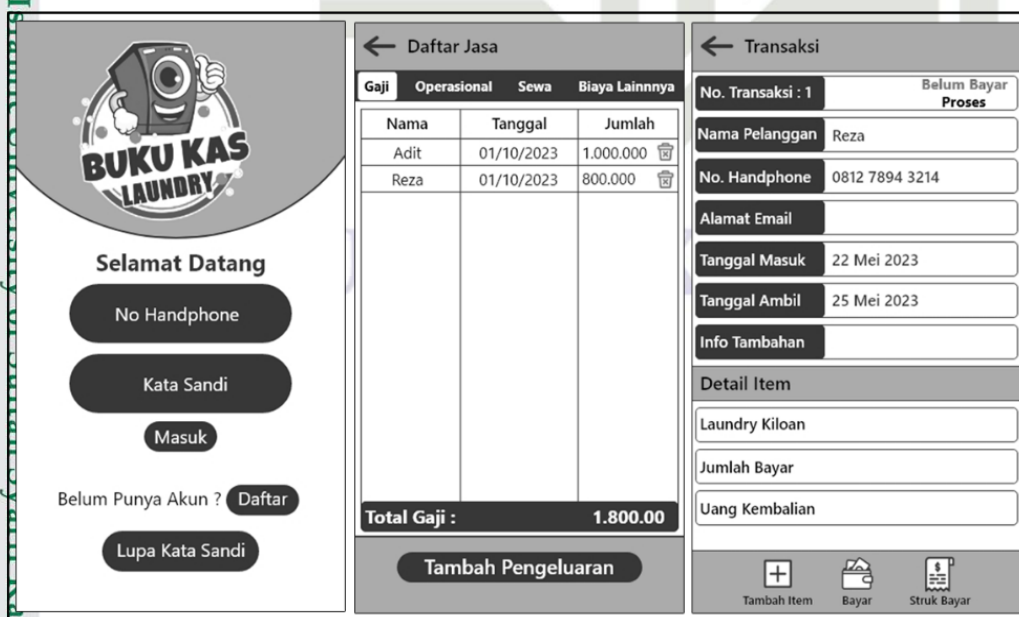 BUKU KAS
LAUNDRY
Selamat Datang
No Handphone
Kata Sandi
Masuk
Belum Punya Akun ? Daftar
Lupa Kata Sandi
Daftar Jasa
Gaji Operasional Sewa Biaya Lainnnya
Nama Tanggal Jumlah
Adit 01/10/2023 1.000.000
Reza 01/10/2023 800.000
Total Gaji : 1.800.00
Tambah Pengeluaran
Transaksi
No. Transaksi : 1 Belum Bayar
Proses
Nama Pelanggan Reza
No. Handphone 0812 7894 3214
Alamat Email
Tanggal Masuk 22 Mei 2023
Tanggal Ambil 25 Mei 2023
Info Tambahan
Detail Item
Laundry Kiloan
Jumlah Bayar
Uang Kembalian
Tambah Item Bayar Struk Bayar